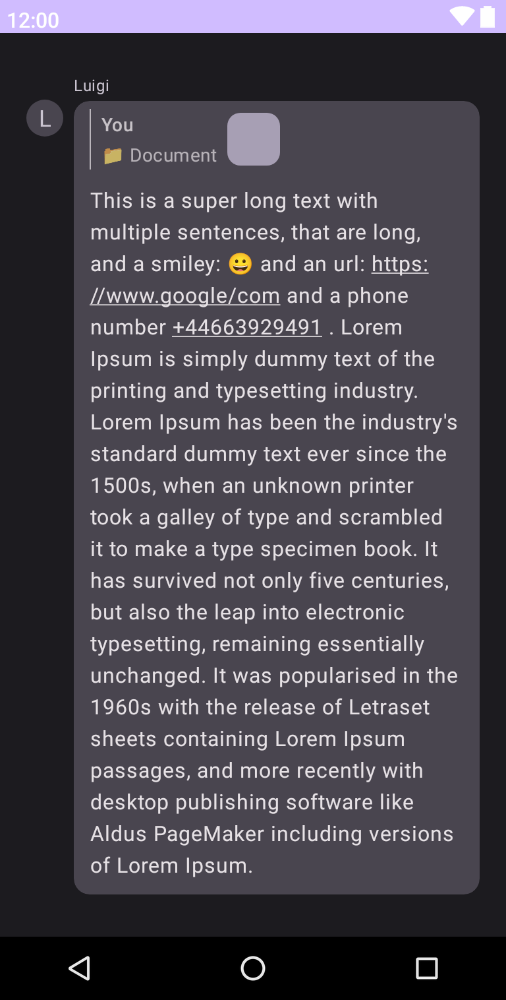 12:00
Luigi
L
You
📁 Document
This is a super long text with
multiple sentences, that are long,
and a smiley: 😀 and an url: https:
//www.google/com and a phone
number +44663929491 . Lorem
Ipsum is simply dummy text of the
printing and typesetting industry.
Lorem Ipsum has been the industry's
standard dummy text ever since the
1500s, when an unknown printer
took a galley of type and scrambled
it to make a type specimen book. It
has survived not only five centuries,
but also the leap into electronic
typesetting, remaining essentially
unchanged. It was popularised in the
1960s with the release of Letraset
sheets containing Lorem Ipsum
passages, and more recently with
desktop publishing software like
Aldus PageMaker including versions
of Lorem Ipsum.